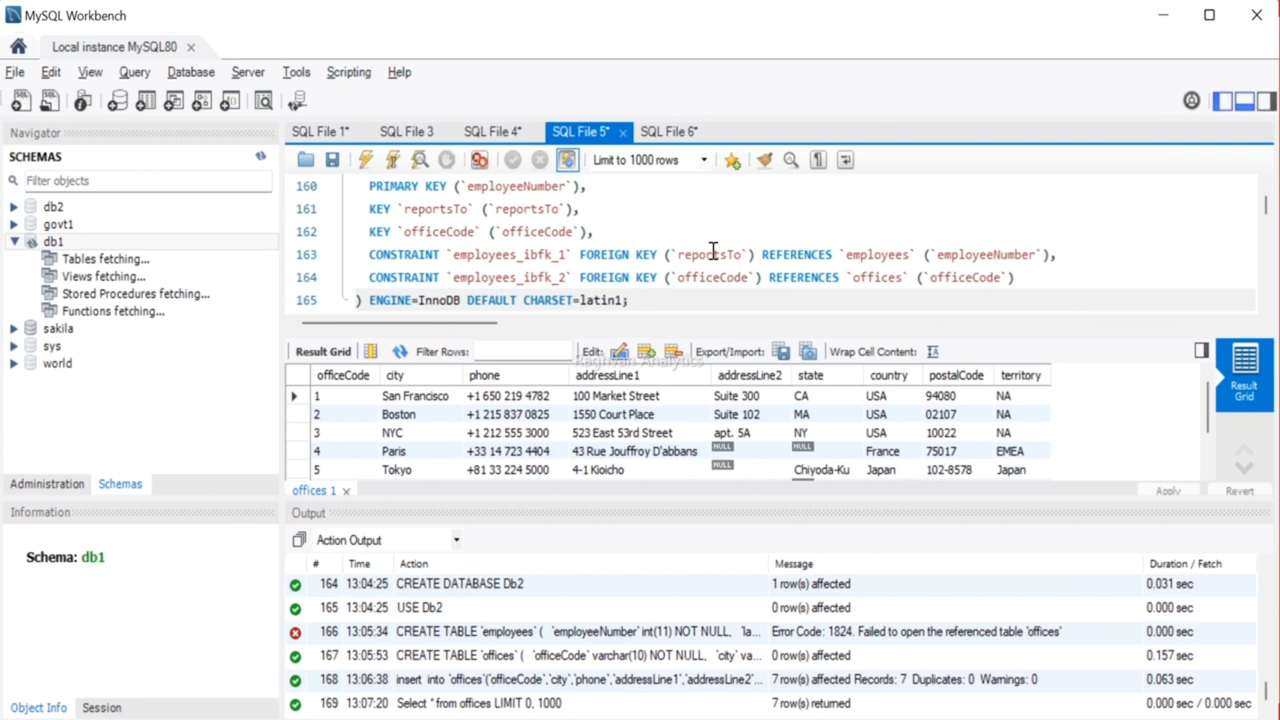 MySQL Workbench
Local instance MySQL80
File Edit View Query Database Server Tools Scripting Help
Navigator
SCHEMAS
Filter objects
db2
govt1
db1
Tables fetching...
Views fetching...
Stored Procedures fetching...
Functions fetching...
sakila
sys
world
Administration Schemas
Information
Schema: db1
Object Info Session
SQL File 1* SQL File 3 SQL File 4* SQL File 5* SQL File 6*
Limit to 1000 rows
160 PRIMARY KEY (`employeeNumber`),
161 KEY `reportsTo` (`reportsTo`),
162 KEY `officeCode` (`officeCode`),
163 CONSTRAINT `employees_ibfk_1` FOREIGN KEY (`reportsTo`) REFERENCES `employees` (`employeeNumber`),
164 CONSTRAINT `employees_ibfk_2` FOREIGN KEY (`officeCode`) REFERENCES `offices` (`officeCode`)
165 ) ENGINE=InnoDB DEFAULT CHARSET=latin1;
Result Grid Filter Rows: Edit: Export/Import: Wrap Cell Content: IA
Raghvan Analytics
officeCode city phone addressLine1 addressLine2 state country postalCode territory
1 San Francisco +1 650 219 4782 100 Market Street Suite 300 CA USA 94080 NA
2 Boston +1 215 837 0825 1550 Court Place Suite 102 MA USA 02107 NA
3 NYC +1 212 555 3000 523 East 53rd Street apt. 5A NY USA 10022 NA
4 Paris +33 14 723 4404 43 Rue Jouffroy D'abbans NULL NULL France 75017 EMEA
5 Tokyo +81 33 224 5000 4-1 Kioicho NULL Chiyoda-Ku Japan 102-8578 Japan
Result Grid
offices 1 Apply Revert
Output
Action Output
# Time Action Message Duration / Fetch
164 13:04:25 CREATE DATABASE Db2 1 row(s) affected 0.031 sec
165 13:04:25 USE Db2 0 row(s) affected 0.000 sec
166 13:05:34 CREATE TABLE `employees` ( `employeeNumber` int(11) NOT NULL, `la... Error Code: 1824. Failed to open the referenced table 'offices' 0.000 sec
167 13:05:53 CREATE TABLE `offices` ( `officeCode` varchar(10) NOT NULL, `city` va... 0 row(s) affected 0.157 sec
168 13:06:38 insert into `offices`(`officeCode`,`city`,`phone`,`addressLine1`,`addressLine2`... 7 row(s) affected Records: 7 Duplicates: 0 Warnings: 0 0.063 sec
169 13:07:20 Select * from offices LIMIT 0, 1000 7 row(s) returned 0.000 sec / 0.000 sec